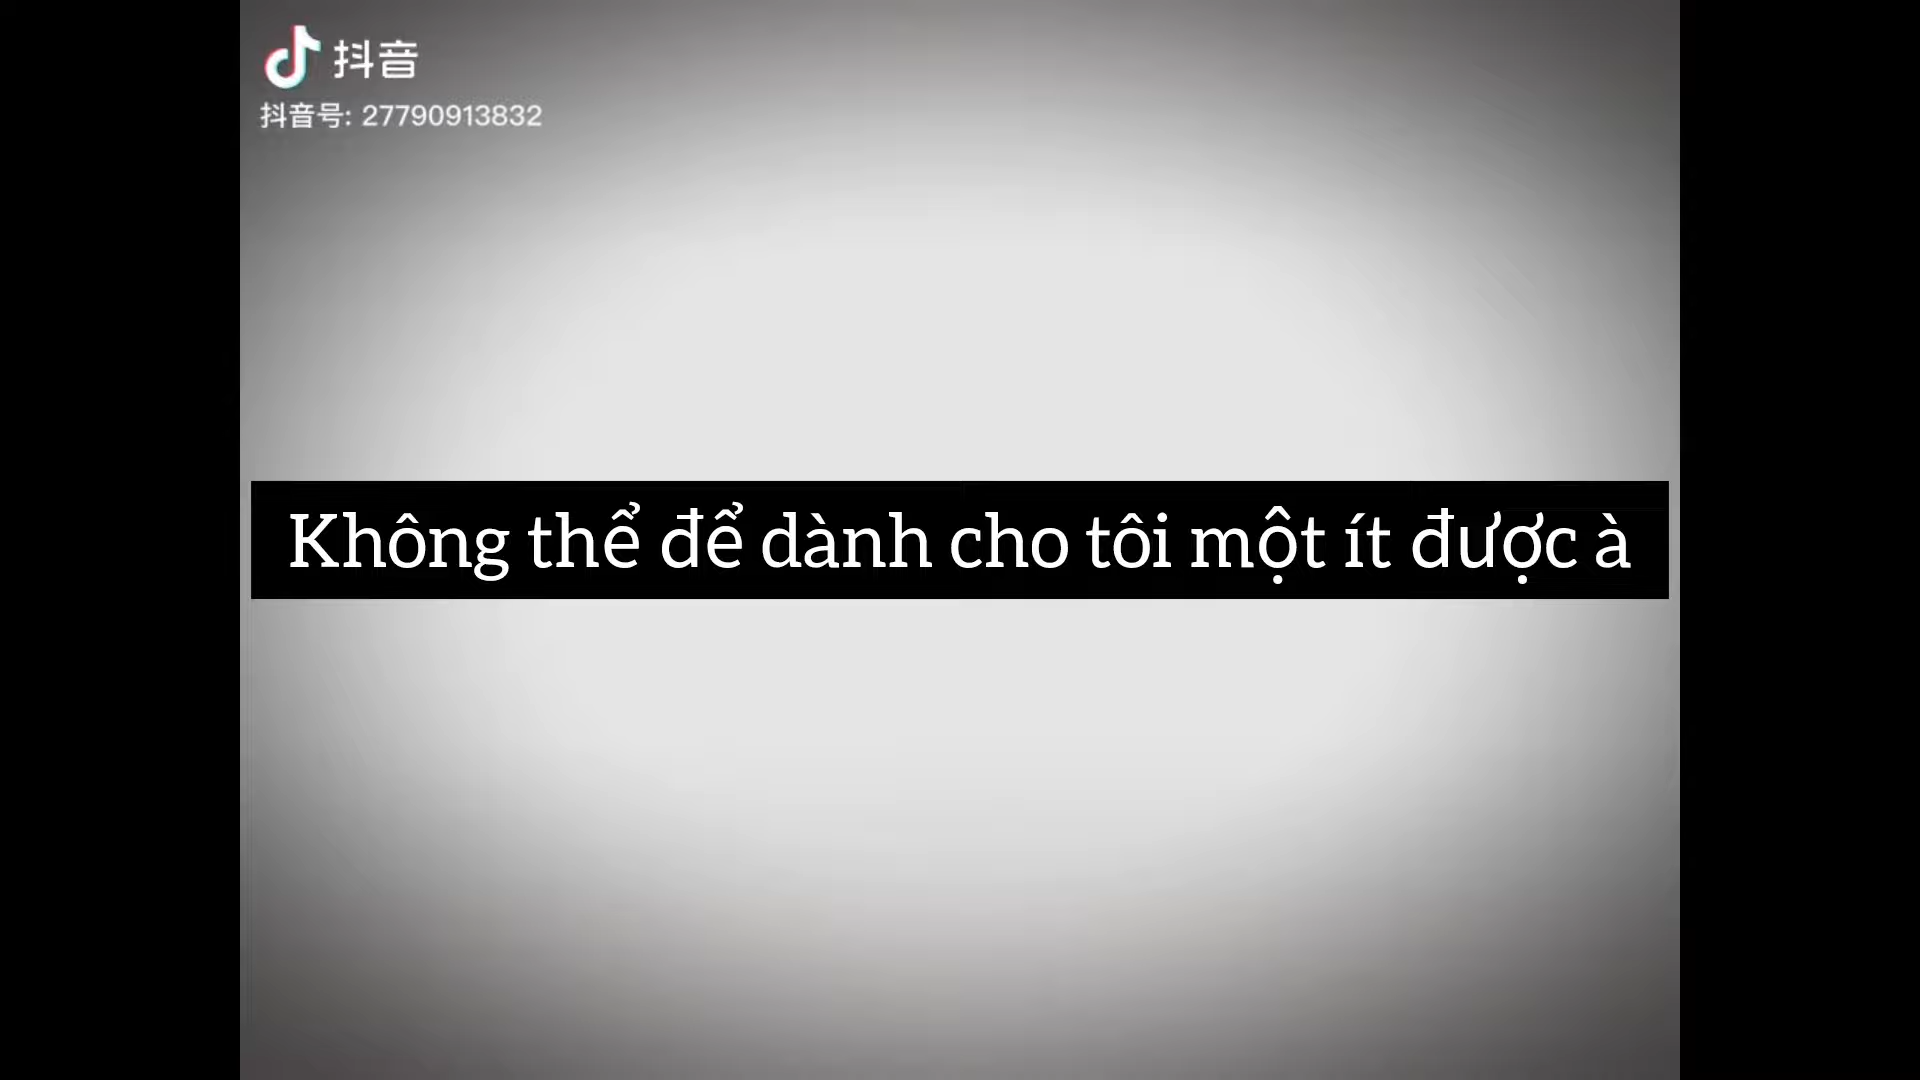 抖音
抖音号: 27790913832
Không thể để dành cho tôi một ít được à